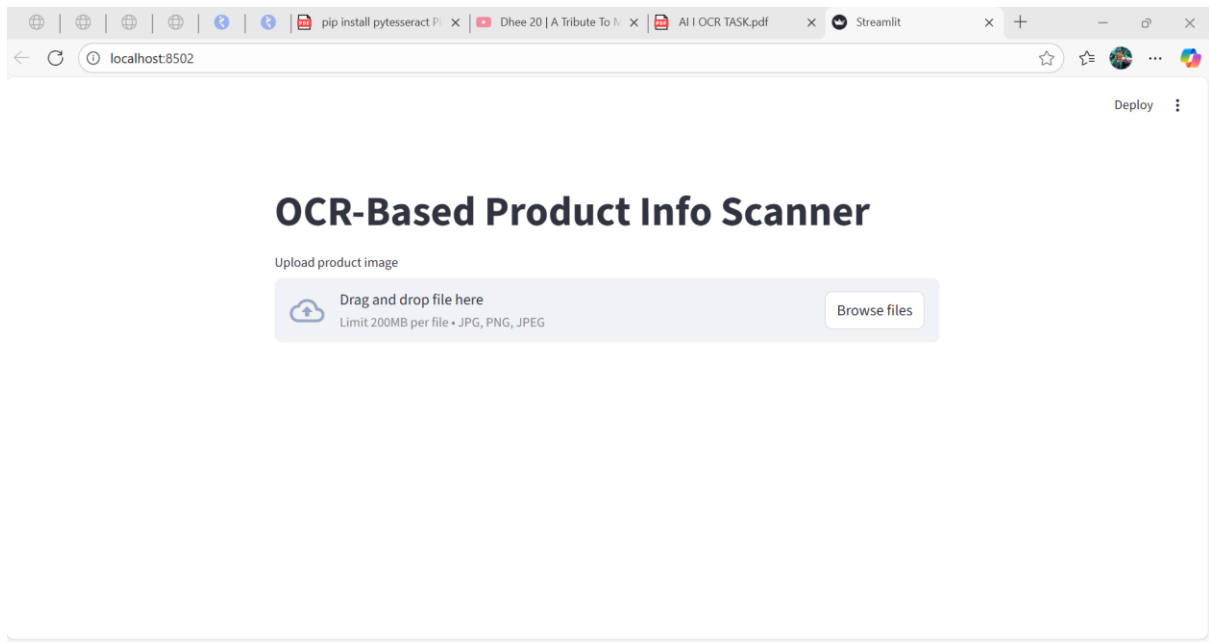 pip install pytesseract Pi
Dhee 20 | A Tribute To M
AI I OCR TASK.pdf
Streamlit
localhost:8502
Deploy
OCR-Based Product Info Scanner
Upload product image
Drag and drop file here
Limit 200MB per file • JPG, PNG, JPEG
Browse files